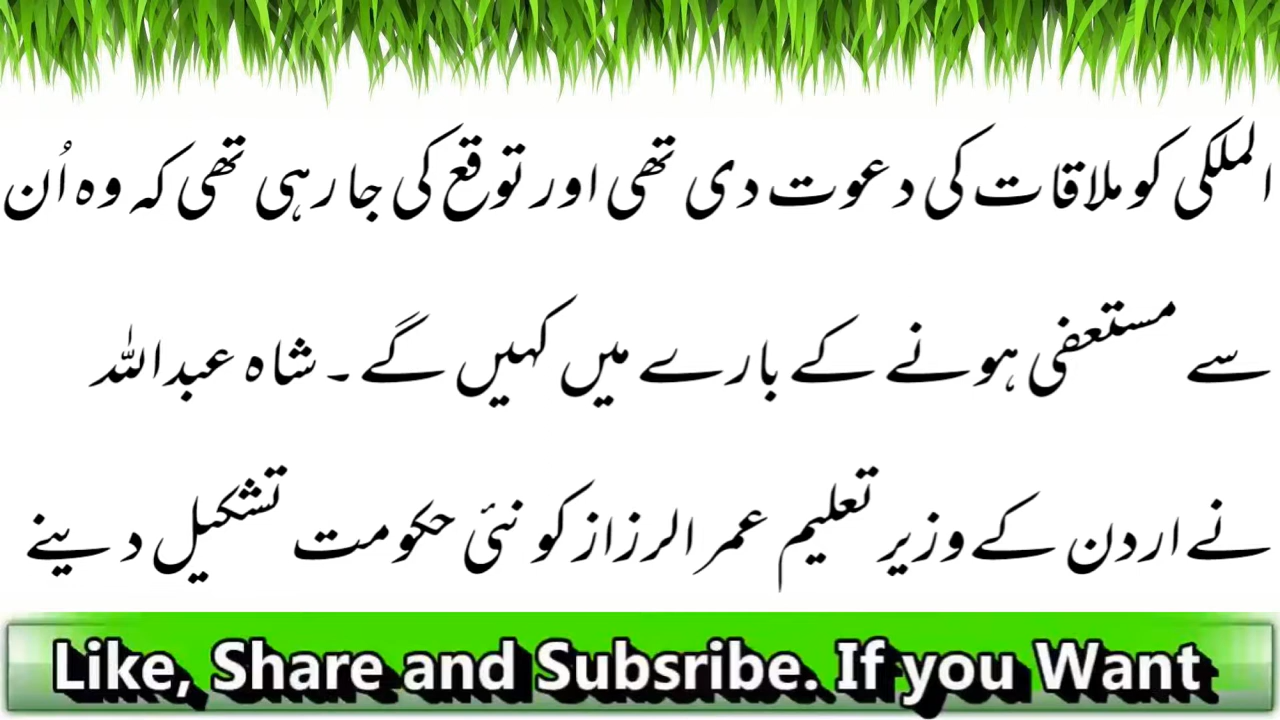 الملکی کو ملاقات کی دعوت دی تھی اور توقع کی جا رہی تھی کہ وہ اُن
سے مستعفی ہونے کے بارے میں کہیں گے۔ شاہ عبداللہ
نے اردن کے وزیر تعلیم عمر الرزاز کو نئی حکومت تشکیل دینے
Like, Share and Subsribe. If you Want